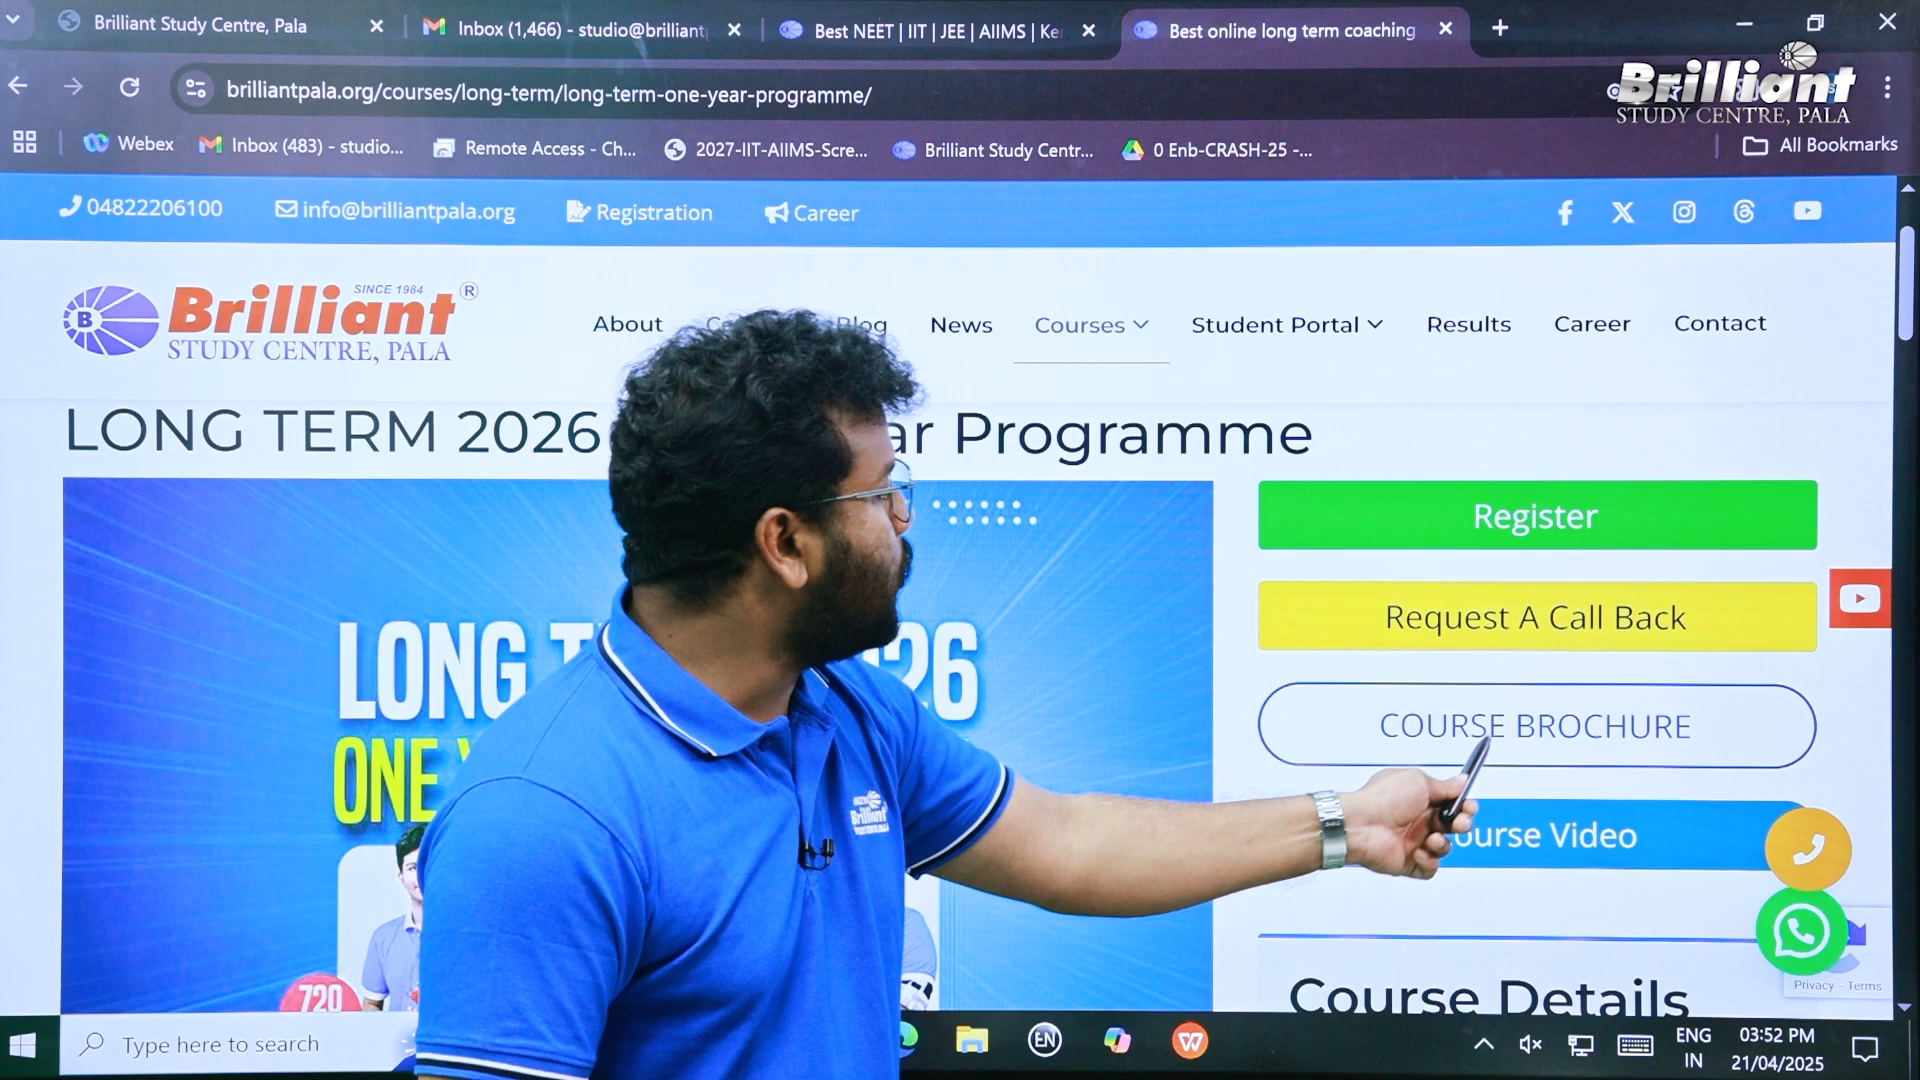 Brilliant Study Centre, Pala
Inbox (1,466) - studio@brilliant
Best NEET | IIT | JEE | AIIMS | Ke
Best online long term coaching
brilliantpala.org/courses/long-term/long-term-one-year-programme/
Brilliant
STUDY CENTRE, PALA
Webex
Inbox (483) - studio...
Remote Access - Ch...
2027-IIT-AIIMS-Scre...
Brilliant Study Centr...
0 Enb-CRASH-25 -...
All Bookmarks
04822206100
info@brilliantpala.org
Registration
Career
SINCE 1984
B
Brilliant ®
STUDY CENTRE, PALA
About
Blog
News
Courses
Student Portal
Results
Career
Contact
LONG TERM 2026 ar Programme
Register
Request A Call Back
COURSE BROCHURE
ourse Video
LONG T 26
ONE
720
Brilliant
Course Details
Privacy - Terms
Type here to search
EN
W
ENG
IN
03:52 PM
21/04/2025